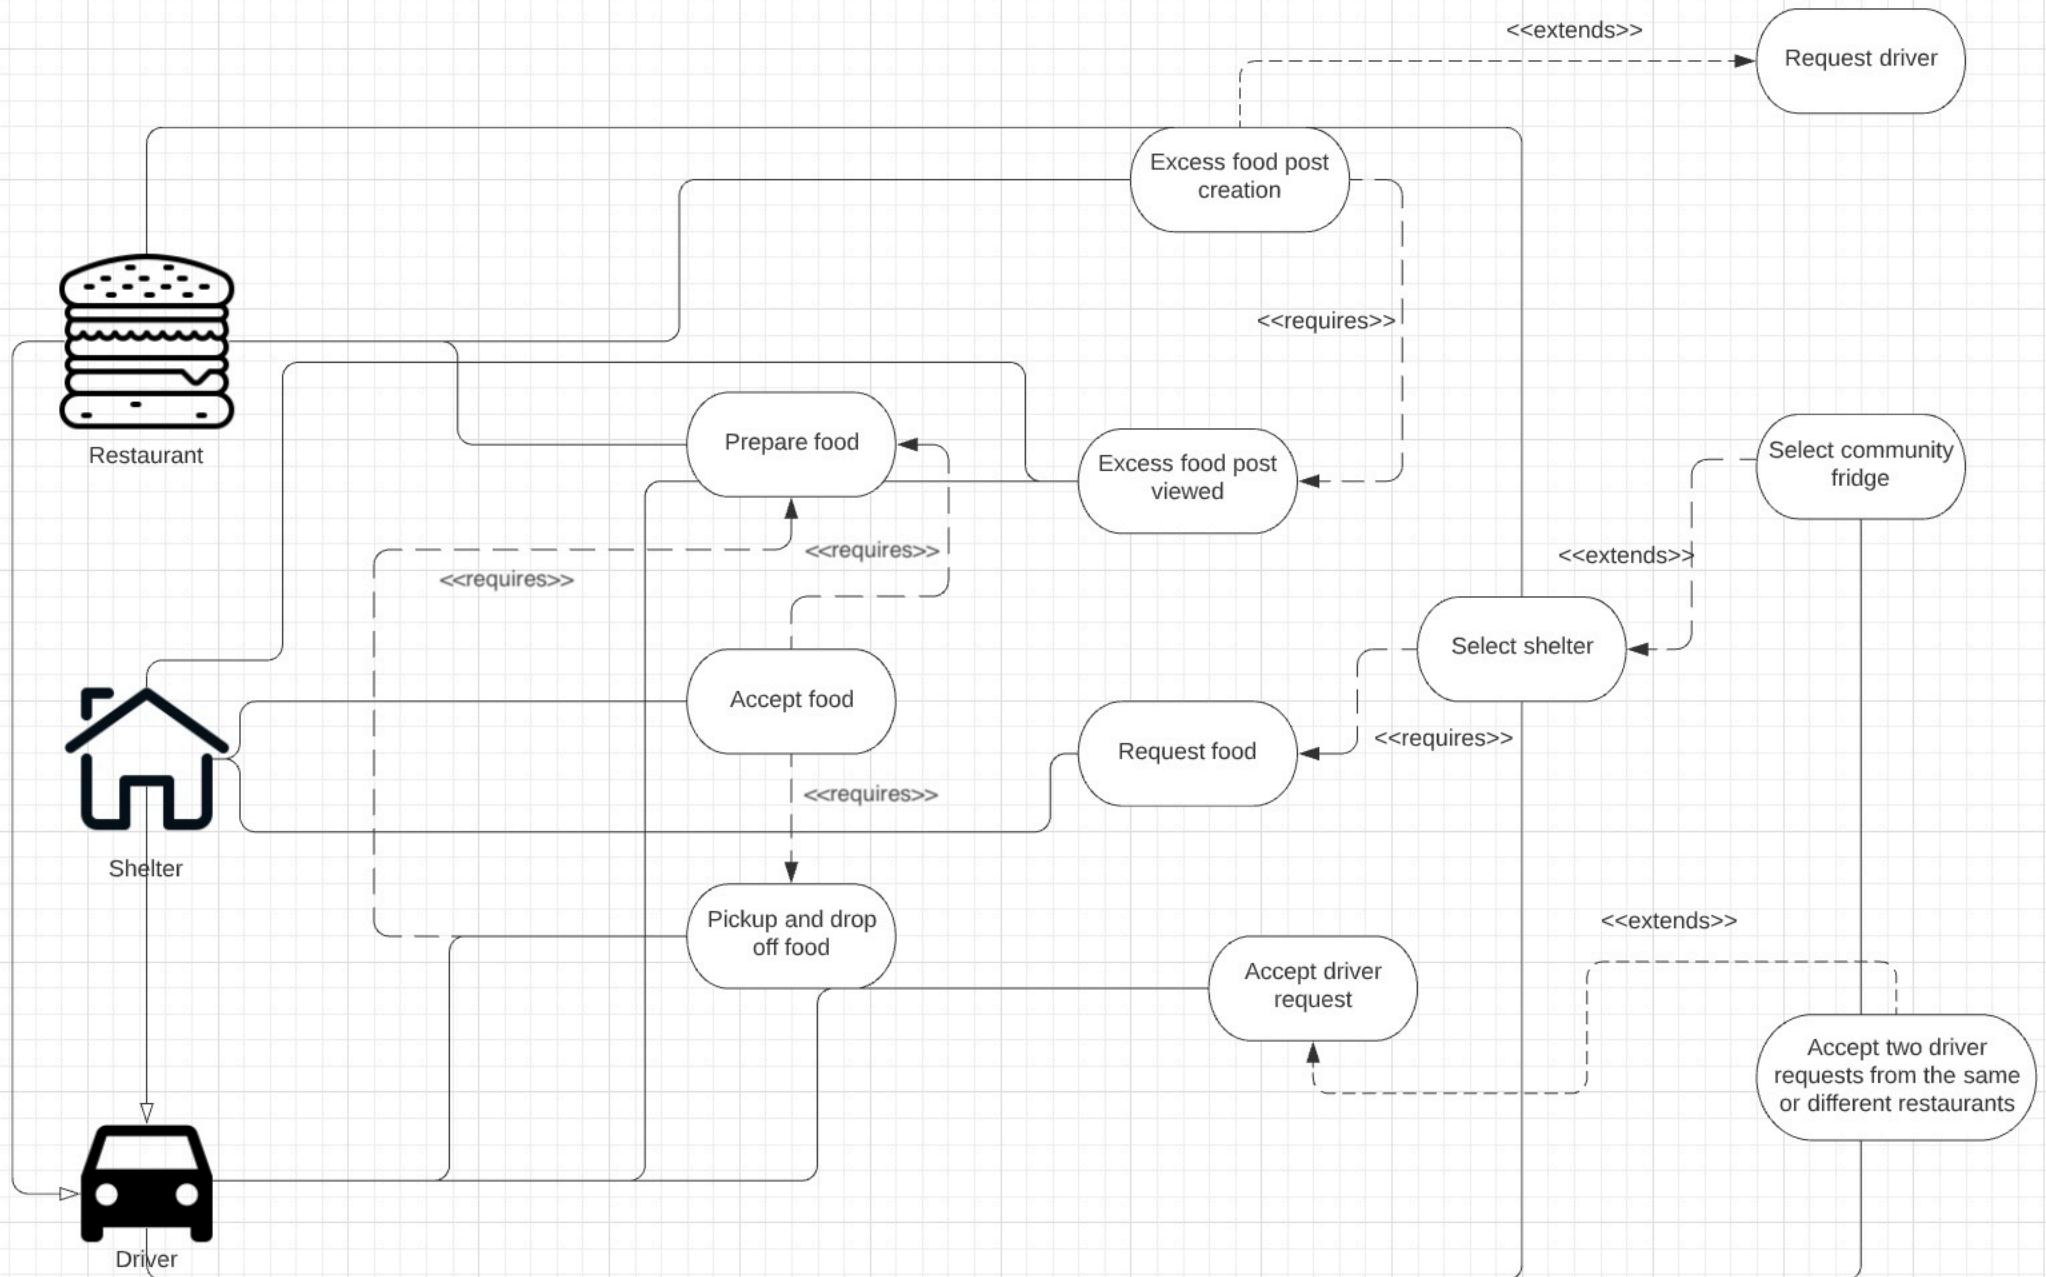 <<extends>>
Request driver
Excess food post
creation
<<requires>>
Restaurant
Prepare food
Excess food post
viewed
Select community
fridge
<<requires>>
<<requires>>
<<extends>>
Select shelter
Accept food
<<requires>>
Request food
<<requires>>
Shelter
Pickup and drop
off food
<<extends>>
Accept driver
request
Accept two driver
requests from the same
or different restaurants
Driver